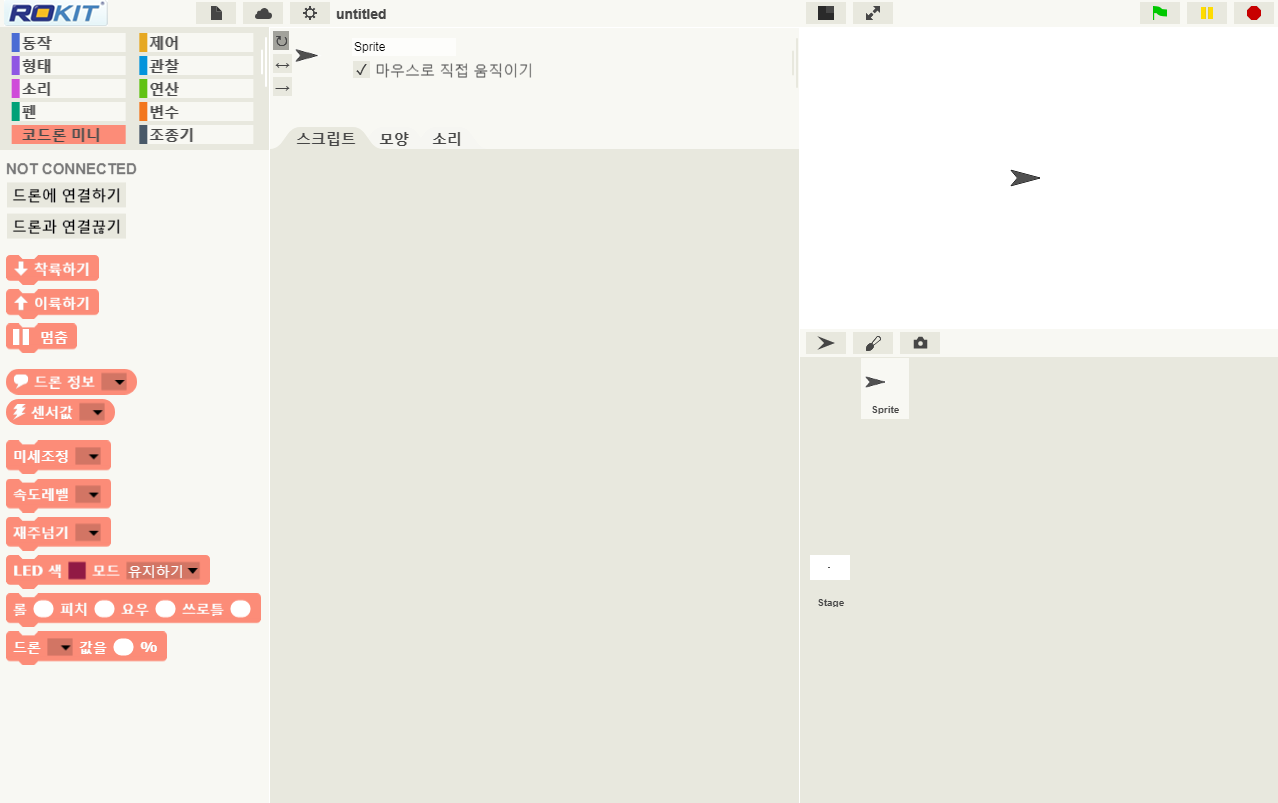 ROKIT
untitled
동작 제어
형태 관찰
소리 연산
펜 변수
코드론 미니 조종기
Sprite
마우스로 직접 움직이기
스크립트 모양 소리
NOT CONNECTED
드론에 연결하기
드론과 연결끊기
착륙하기
이륙하기
멈춤
드론 정보
센서값
미세조정
속도레벨
재주넘기
LED 색 모드 유지하기
롤 피치 요우 쓰로틀
드론 값을 %
Sprite
Stage